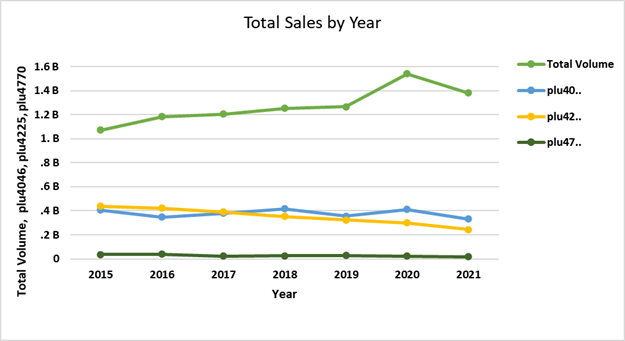 Total Sales by Year
Total Volume, plu4046, plu4225, plu4770
1.6 B
1.4 B
1.2 B
1. B
.8 B
.6 B
.4 B
.2 B
0
2015 2016 2017 2018 2019 2020 2021
Year
Total Volume
plu40..
plu42..
plu47..